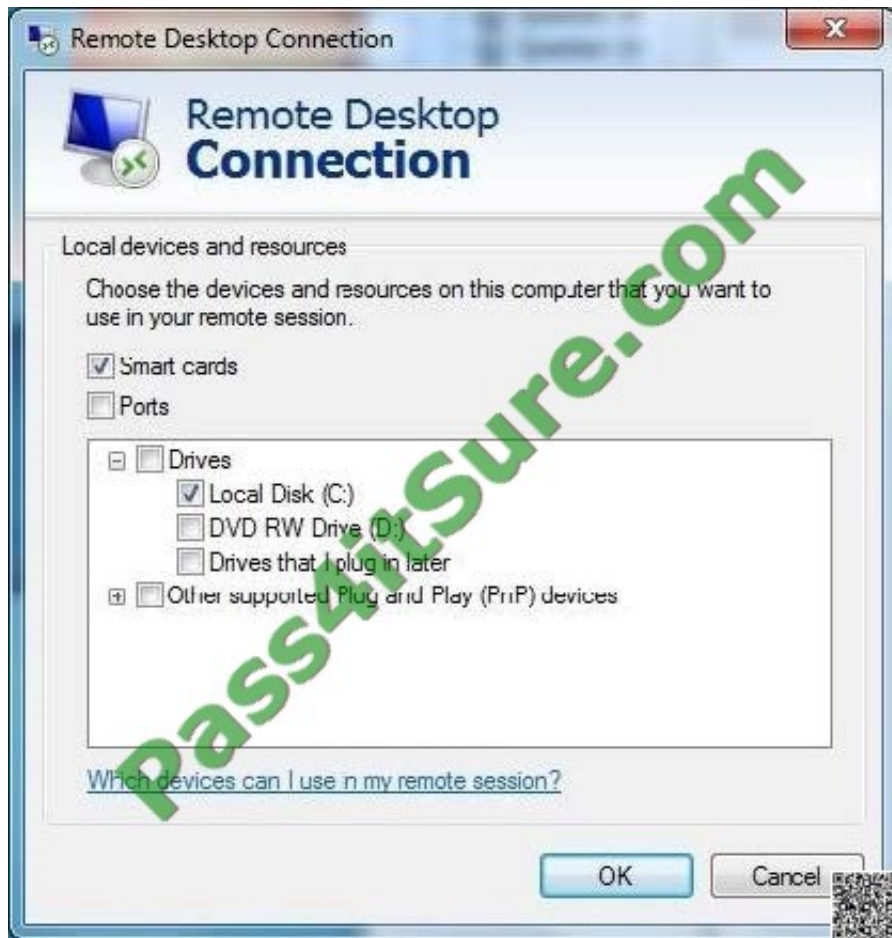 Remote Desktop Connection
Remote Desktop
Connection
Local devices and resources
Choose the devices and resources on this computer that you want to
use in your remote session.
Smart cards
Ports
Drives
Local Disk (C:)
DVD RW Drive (D:)
Drives that I plug in later
Other supported Plug and Play (PnP) devices
Which devices can I use in my remote session?
OK
Cancel
Pass4itSure.com